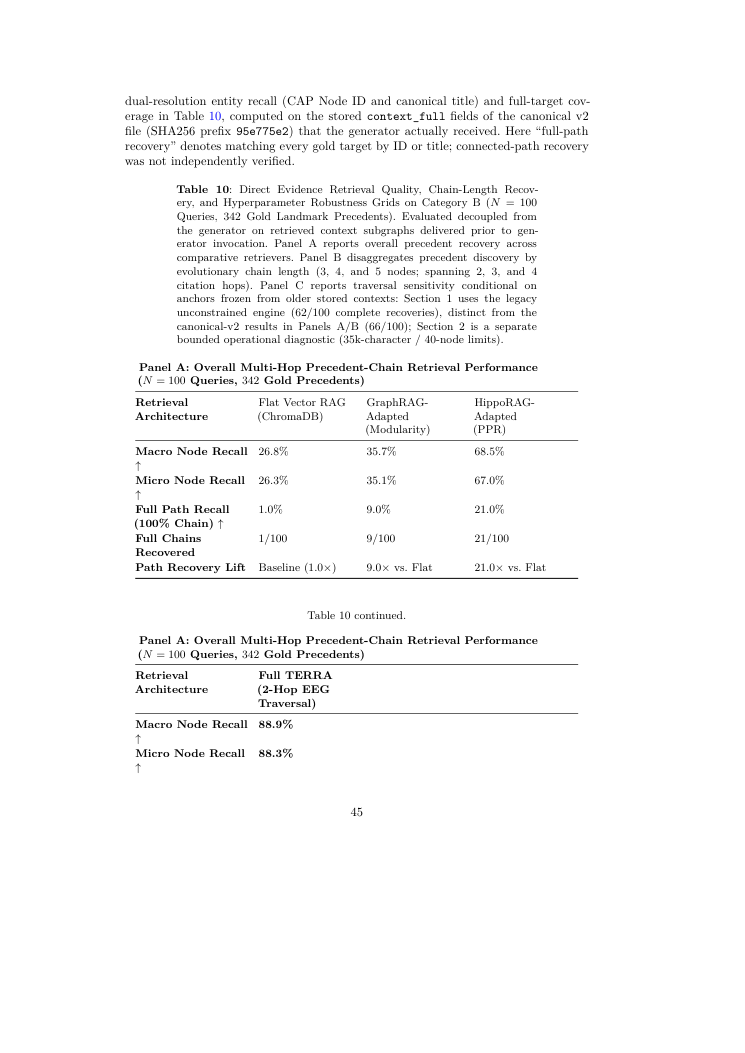 dual-resolution entity recall (CAP Node ID and canonical title) and full-target cov-
erage in Table 10, computed on the stored context_full fields of the canonical v2
file (SHA256 prefix 95e775e2) that the generator actually received. Here “full-path
recovery” denotes matching every gold target by ID or title; connected-path recovery
was not independently verified.
Table 10: Direct Evidence Retrieval Quality, Chain-Length Recov-
ery, and Hyperparameter Robustness Grids on Category B (N = 100
Queries, 342 Gold Landmark Precedents). Evaluated decoupled from
the generator on retrieved context subgraphs delivered prior to gen-
erator invocation. Panel A reports overall precedent recovery across
comparative retrievers. Panel B disaggregates precedent discovery by
evolutionary chain length (3, 4, and 5 nodes; spanning 2, 3, and 4
citation hops). Panel C reports traversal sensitivity conditional on
anchors frozen from older stored contexts: Section 1 uses the legacy
unconstrained engine (62/100 complete recoveries), distinct from the
canonical-v2 results in Panels A/B (66/100); Section 2 is a separate
bounded operational diagnostic (35k-character / 40-node limits).
Panel A: Overall Multi-Hop Precedent-Chain Retrieval Performance
(N = 100 Queries, 342 Gold Precedents)
Retrieval Flat Vector RAG GraphRAG- HippoRAG-
Architecture (ChromaDB) Adapted Adapted
(Modularity) (PPR)
Macro Node Recall 26.8% 35.7% 68.5%
↑
Micro Node Recall 26.3% 35.1% 67.0%
↑
Full Path Recall 1.0% 9.0% 21.0%
(100% Chain) ↑
Full Chains 1/100 9/100 21/100
Recovered
Path Recovery Lift Baseline (1.0×) 9.0× vs. Flat 21.0× vs. Flat
Table 10 continued.
Panel A: Overall Multi-Hop Precedent-Chain Retrieval Performance
(N = 100 Queries, 342 Gold Precedents)
Retrieval Full TERRA
Architecture (2-Hop EEG
Traversal)
Macro Node Recall 88.9%
↑
Micro Node Recall 88.3%
↑
45